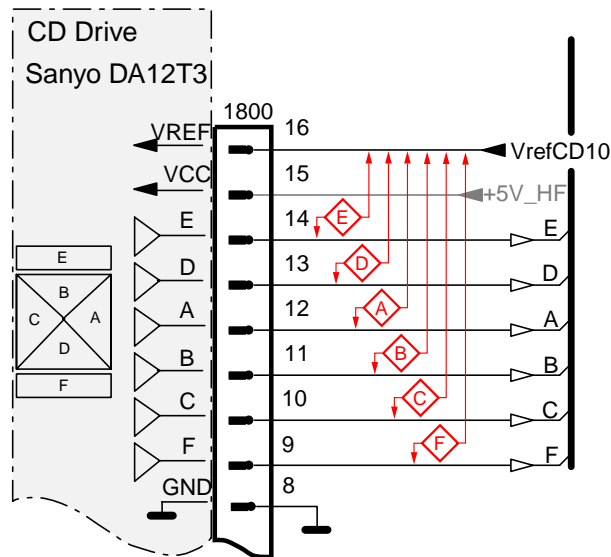 CD Drive
Sanyo DA12T3
1800
VREF 16 VrefCD10
VCC 15 +5V_HF
E 14 E E
D 13 D D
A 12 A A
B 11 B B
C 10 C C
F 9 F F
GND 8
E
B
C A
D
F